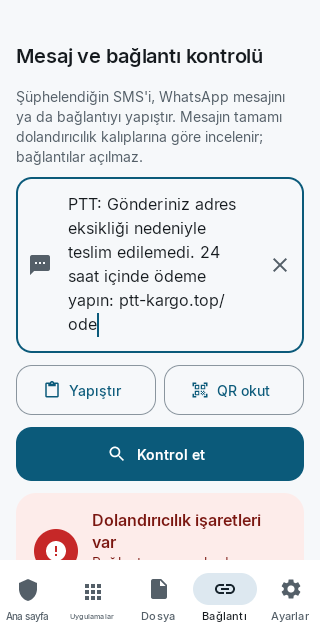 Mesaj ve bağlantı kontrolü
Şüphelendiğin SMS'i, WhatsApp mesajını
ya da bağlantıyı yapıştır. Mesajın tamamı
dolandırıcılık kalıplarına göre incelenir;
bağlantılar açılmaz.
PTT: Gönderiniz adres
eksikliği nedeniyle
teslim edilemedi. 24
saat içinde ödeme
yapın: ptt-kargo.top/
ode
Yapıştır
QR okut
Kontrol et
Dolandırıcılık işaretleri
var
Ana sayfa
Uygulamalar
Dosya
Bağlantı
Ayarlar